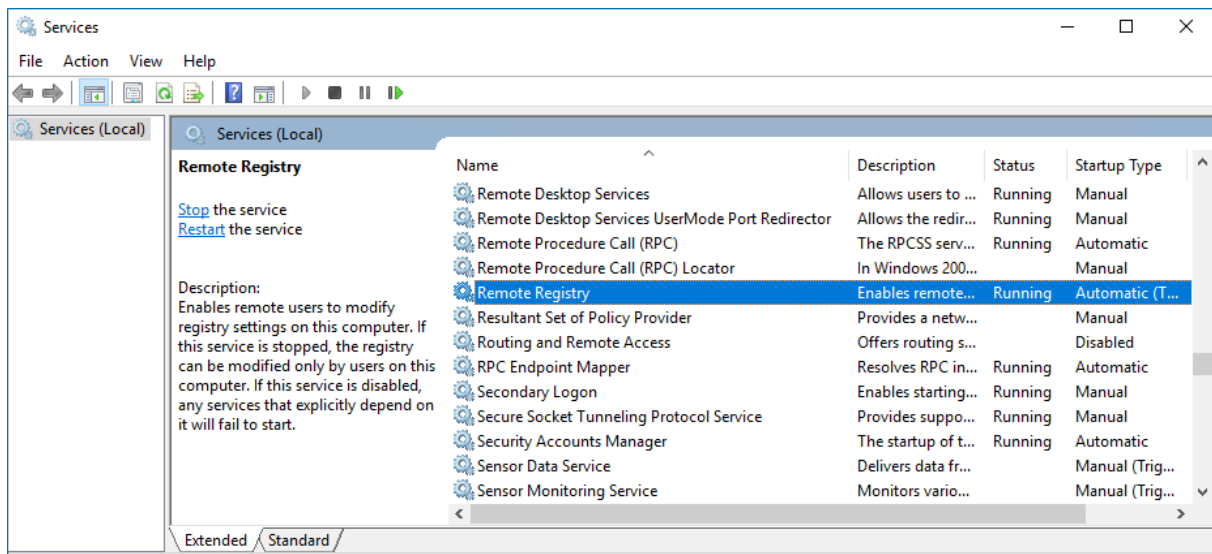 Services
File Action View Help
Services (Local)
Services (Local)
Remote Registry
Stop the service
Restart the service
Description:
Enables remote users to modify
registry settings on this computer. If
this service is stopped, the registry
can be modified only by users on this
computer. If this service is disabled,
any services that explicitly depend on
it will fail to start.
Name Description Status Startup Type
Remote Desktop Services Allows users to ... Running Manual
Remote Desktop Services UserMode Port Redirector Allows the redir... Running Manual
Remote Procedure Call (RPC) The RPCSS serv... Running Automatic
Remote Procedure Call (RPC) Locator In Windows 200... Manual
Remote Registry Enables remote... Running Automatic (T...
Resultant Set of Policy Provider Provides a netw... Manual
Routing and Remote Access Offers routing s... Disabled
RPC Endpoint Mapper Resolves RPC in... Running Automatic
Secondary Logon Enables starting... Running Manual
Secure Socket Tunneling Protocol Service Provides suppo... Running Manual
Security Accounts Manager The startup of t... Running Automatic
Sensor Data Service Delivers data fr... Manual (Trig...
Sensor Monitoring Service Monitors vario... Manual (Trig...
Extended Standard